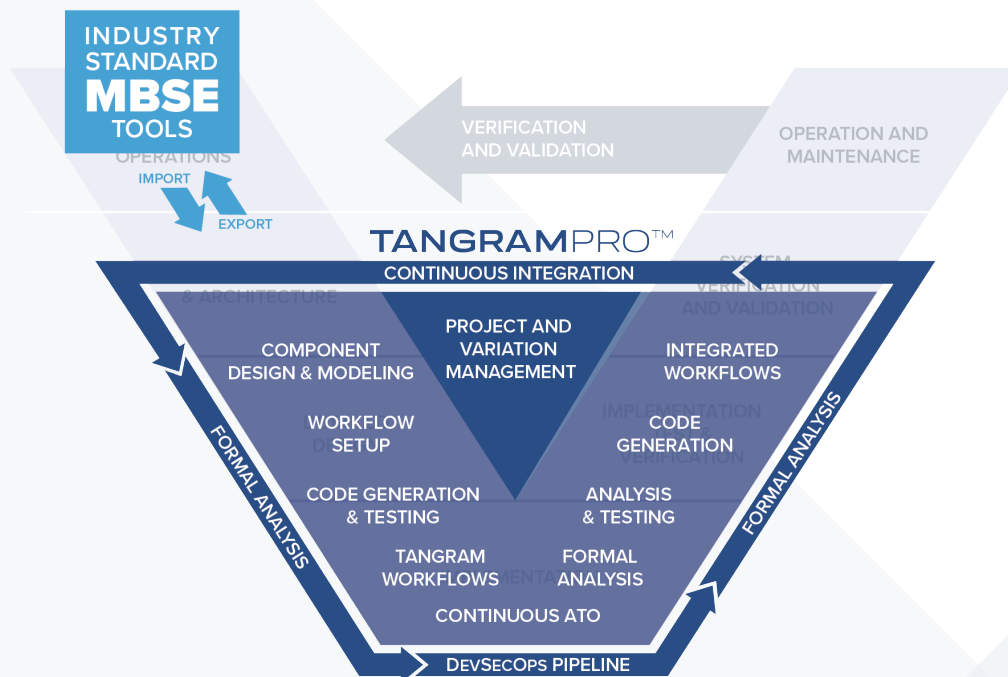 INDUSTRY
STANDARD
MBSE
TOOLS
OPERATIONS
IMPORT
EXPORT
VERIFICATION
AND VALIDATION
OPERATION AND
MAINTENANCE
TANGRAMPRO™
CONTINUOUS INTEGRATION
SYSTEM
VERIFICATION
AND VALIDATION
& ARCHITECTURE
PROJECT AND
VARIATION
MANAGEMENT
COMPONENT
DESIGN & MODELING
INTEGRATED
WORKFLOWS
WORKFLOW
SETUP
IMPLEMENTATION
VERIFICATION
CODE
GENERATION
CODE GENERATION
& TESTING
ANALYSIS
& TESTING
TANGRAM
WORKFLOWS
FORMAL
ANALYSIS
CONTINUOUS ATO
FORMAL ANALYSIS
FORMAL ANALYSIS
DEVSECOPS PIPELINE